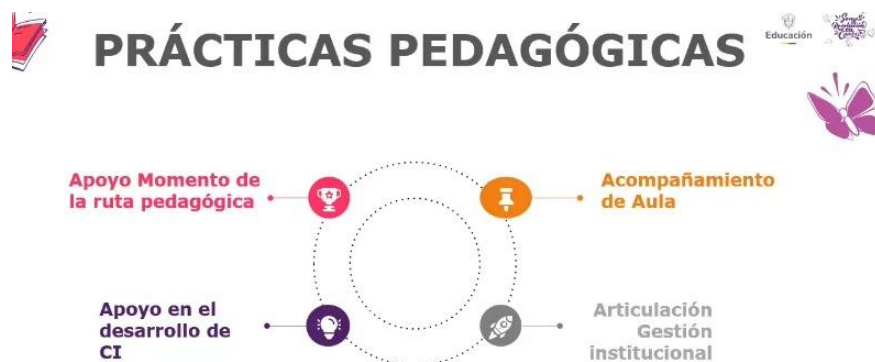 PRÁCTICAS PEDAGÓGICAS
Educación
Apoyo Momento de
la ruta pedagógica
Acompañamiento
de Aula
Apoyo en el
desarrollo de
CI
Articulación
Gestión
institucional